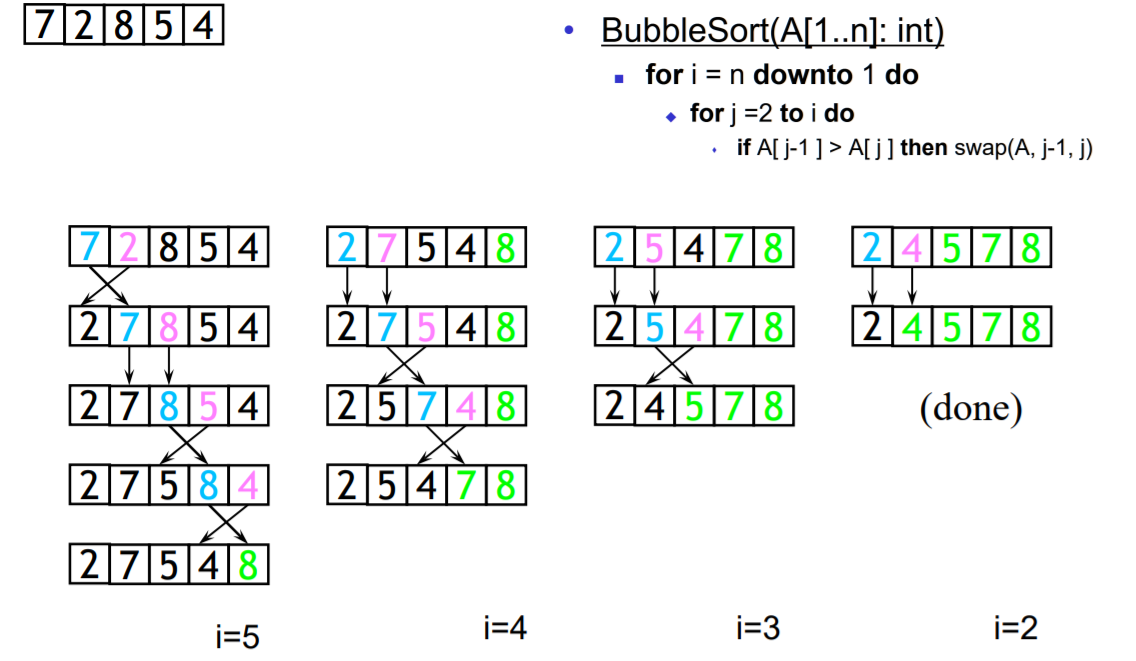 7 2 8 5 4
• BubbleSort(A[1..n]: int)
▪ for i = n downto 1 do
◆ for j =2 to i do
⬧ if A[ j-1 ] > A[ j ] then swap(A, j-1, j)
7 2 8 5 4
2 7 8 5 4
2 7 8 5 4
2 7 5 8 4
2 7 5 4 8
i=5
2 7 5 4 8
2 7 5 4 8
2 5 7 4 8
2 5 4 7 8
i=4
2 5 4 7 8
2 5 4 7 8
2 4 5 7 8
i=3
2 4 5 7 8
2 4 5 7 8
(done)
i=2